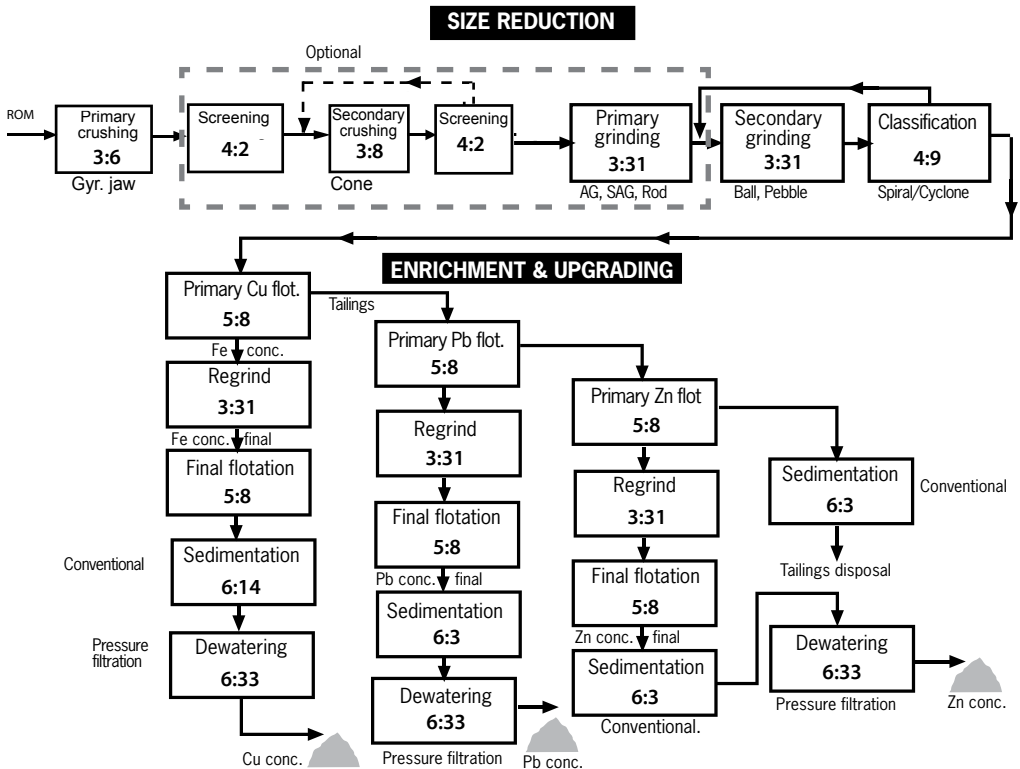 SIZE REDUCTION
Optional
ROM
Primary
crushing
3:6
Gyr. jaw
Screening
4:2
Secondary
crushing
3:8
Cone
Screening
4:2
Primary
grinding
3:31
AG, SAG, Rod
Secondary
grinding
3:31
Ball, Pebble
Classification
4:9
Spiral/Cyclone
ENRICHMENT & UPGRADING
Primary Cu flot.
5:8
Tailings
Fe conc.
Regrind
3:31
Fe conc. final
Final flotation
5:8
Conventional
Sedimentation
6:14
Pressure
filtration
Dewatering
6:33
Cu conc.
Primary Pb flot.
5:8
Regrind
3:31
Final flotation
5:8
Pb conc. final
Sedimentation
6:3
Dewatering
6:33
Pressure filtration
Pb conc.
Primary Zn flot
5:8
Regrind
3:31
Final flotation
5:8
Zn conc. final
Sedimentation
6:3
Conventional.
Sedimentation
6:3
Conventional
Tailings disposal
Dewatering
6:33
Pressure filtration
Zn conc.